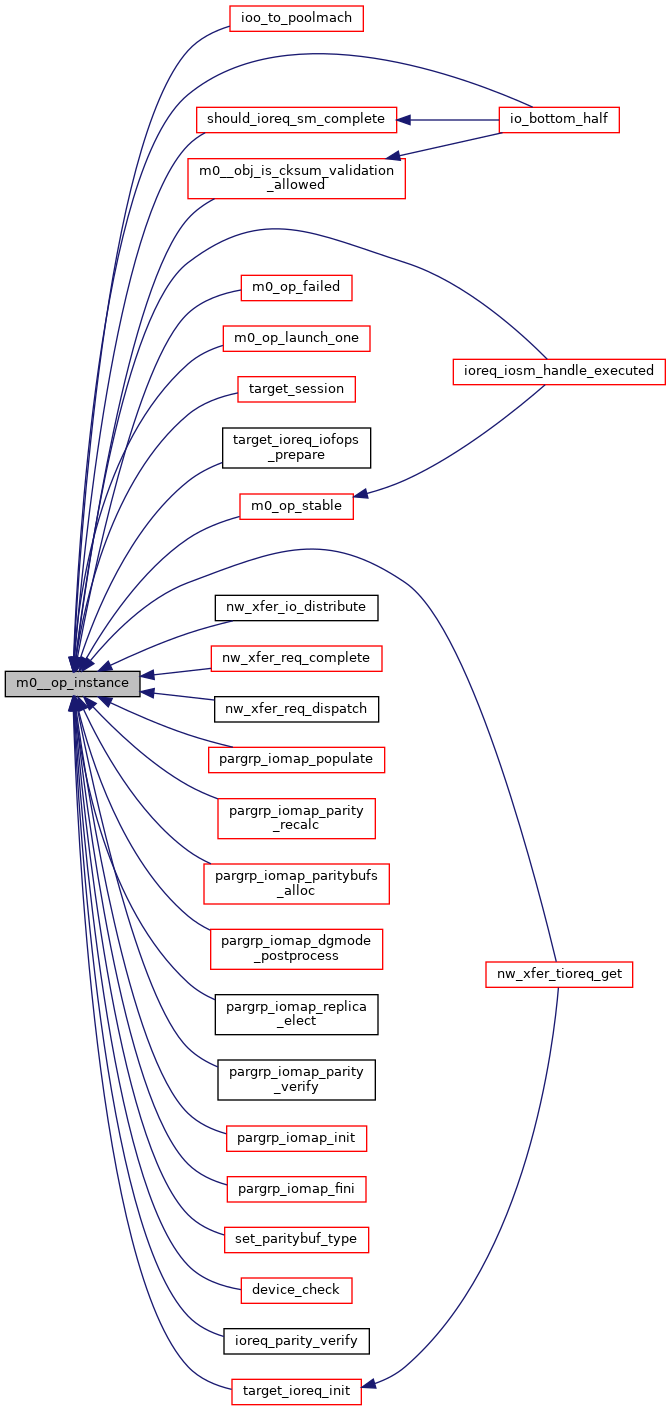 ioo_to_poolmach
should_ioreq_sm_complete
io_bottom_half
m0__obj_is_cksum_validation
_allowed
m0_op_failed
m0_op_launch_one
ioreq_iosm_handle_executed
target_session
target_ioreq_iofops
_prepare
m0_op_stable
nw_xfer_io_distribute
nw_xfer_req_complete
m0__op_instance
nw_xfer_req_dispatch
pargrp_iomap_populate
pargrp_iomap_parity
_recalc
pargrp_iomap_paritybufs
_alloc
pargrp_iomap_dgmode
_postprocess
nw_xfer_tioreq_get
pargrp_iomap_replica
_elect
pargrp_iomap_parity
_verify
pargrp_iomap_init
pargrp_iomap_fini
set_paritybuf_type
device_check
ioreq_parity_verify
target_ioreq_init